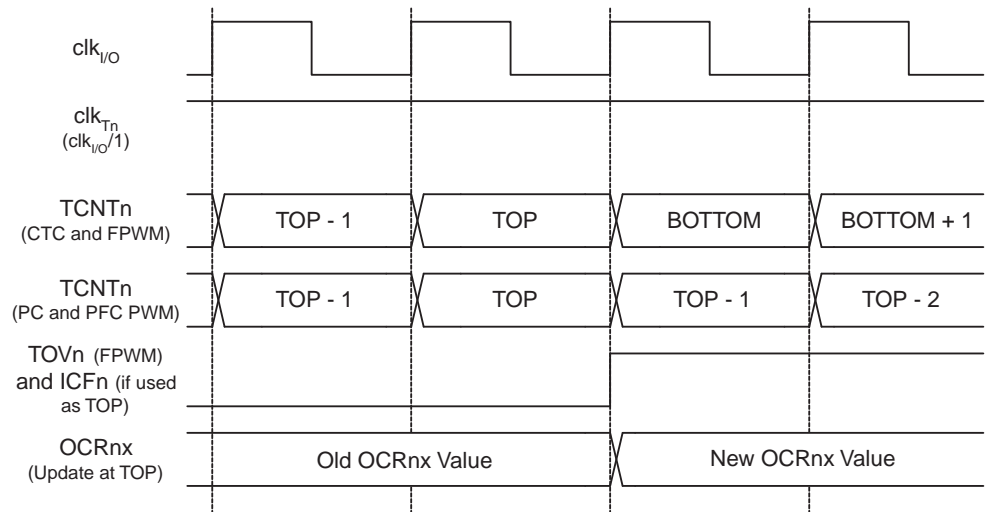 clkI/O
clkTn
(clkI/O/1)
TCNTn
(CTC and FPWM)
TOP - 1 TOP BOTTOM BOTTOM + 1
TCNTn
(PC and PFC PWM)
TOP - 1 TOP TOP - 1 TOP - 2
TOVn (FPWM)
and ICFn (if used
as TOP)
OCRnx
(Update at TOP)
Old OCRnx Value New OCRnx Value